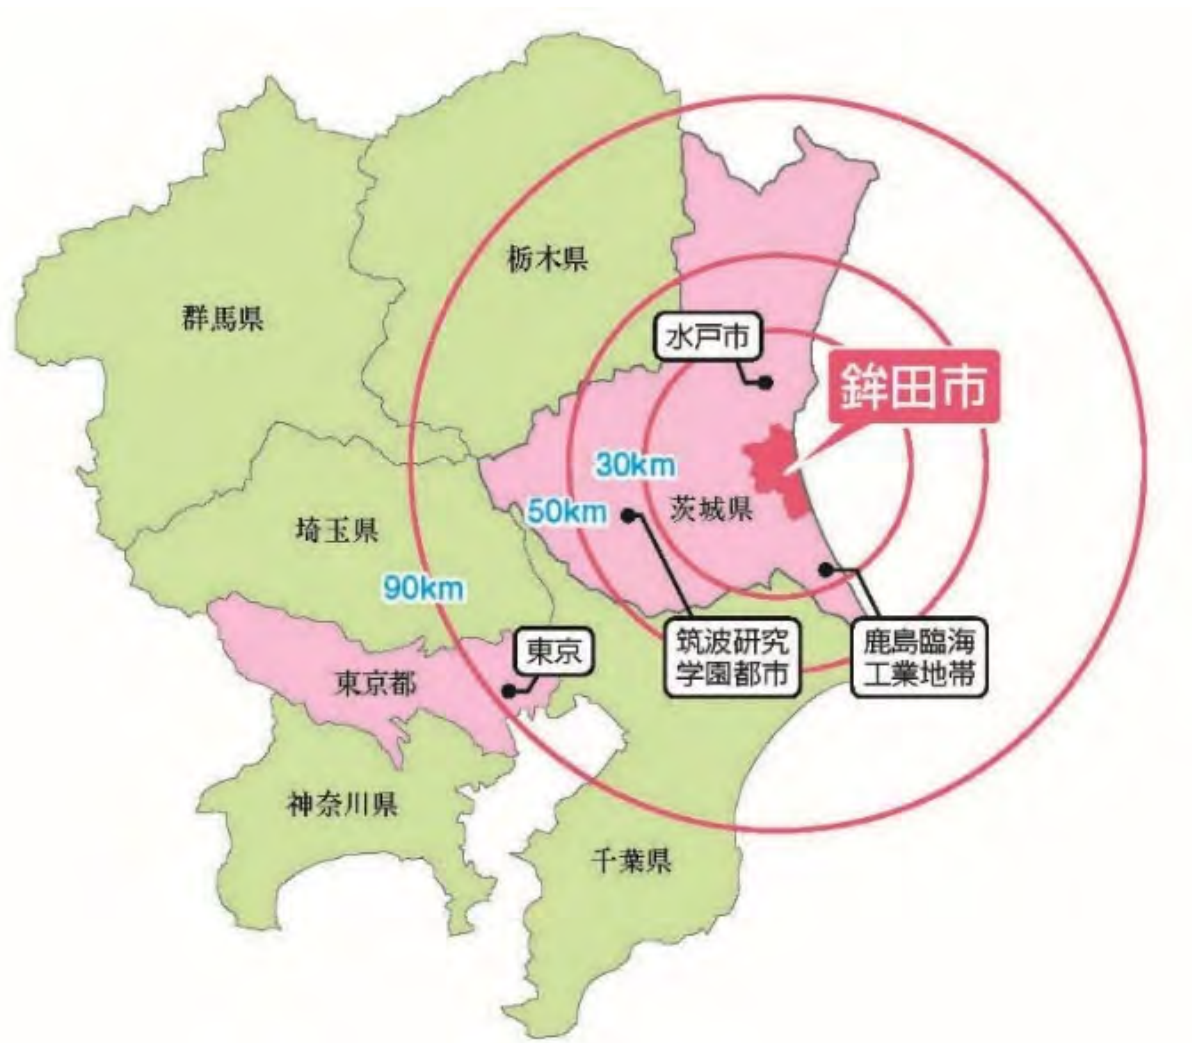 栃木県
群馬県
水戸市
鉾田市
30km
50km
茨城県
埼玉県
90km
筑波研究
学園都市
鹿島臨海
工業地帯
東京
東京都
神奈川県
千葉県